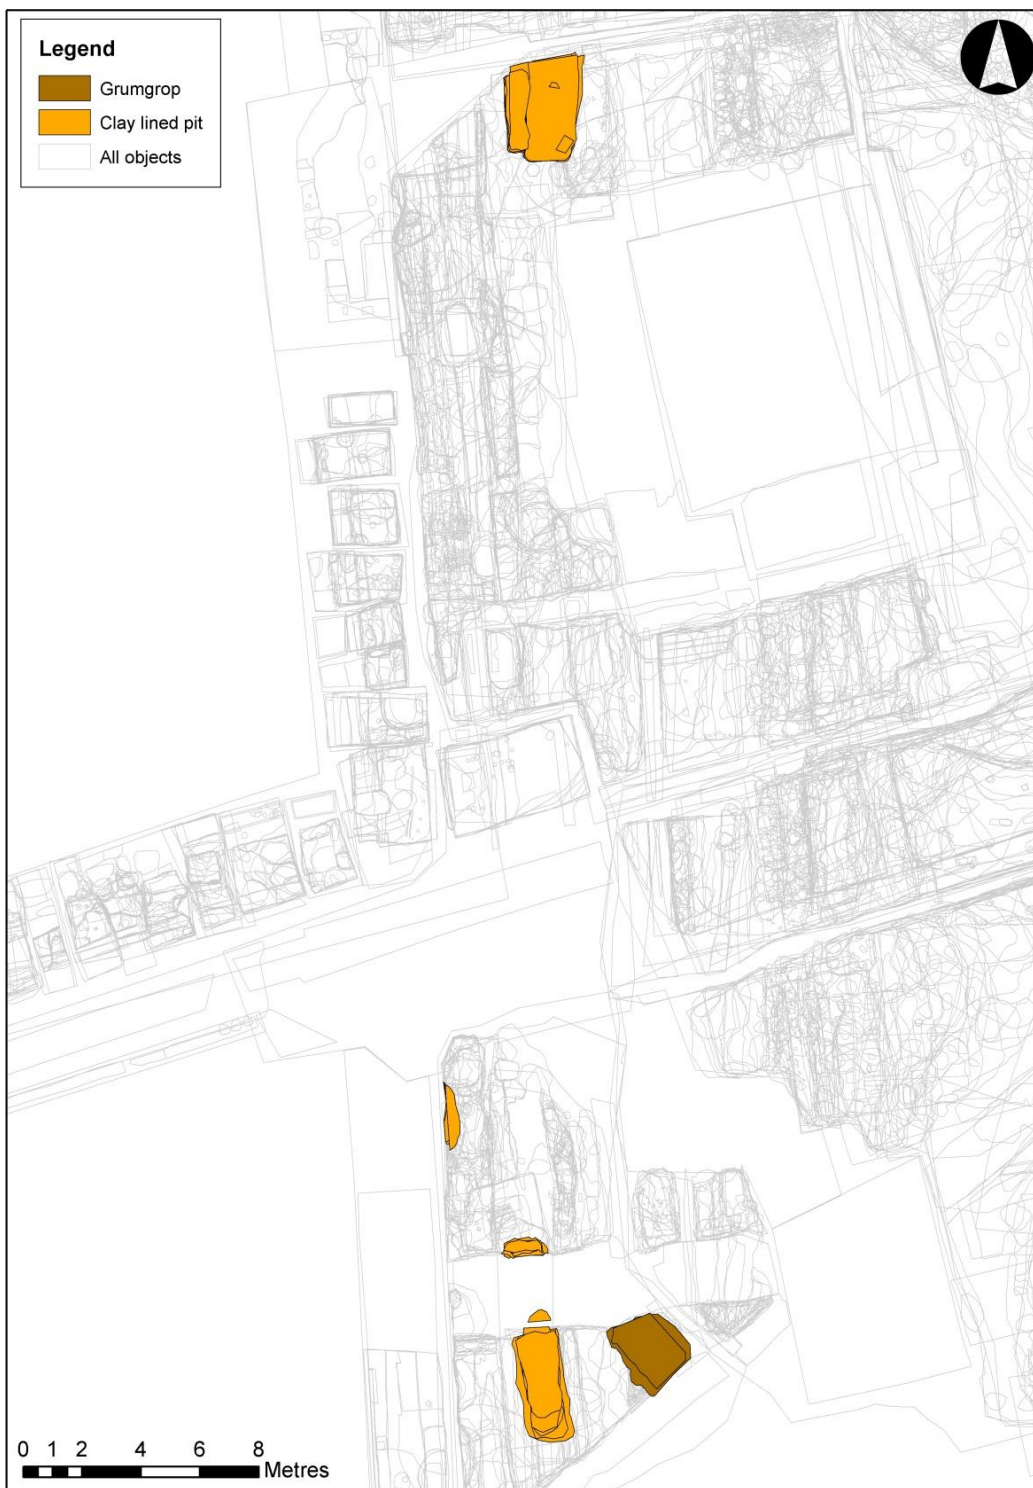 Legend
Grumgrop
Clay lined pit
All objects
0 1 2 4 6 8
Metres